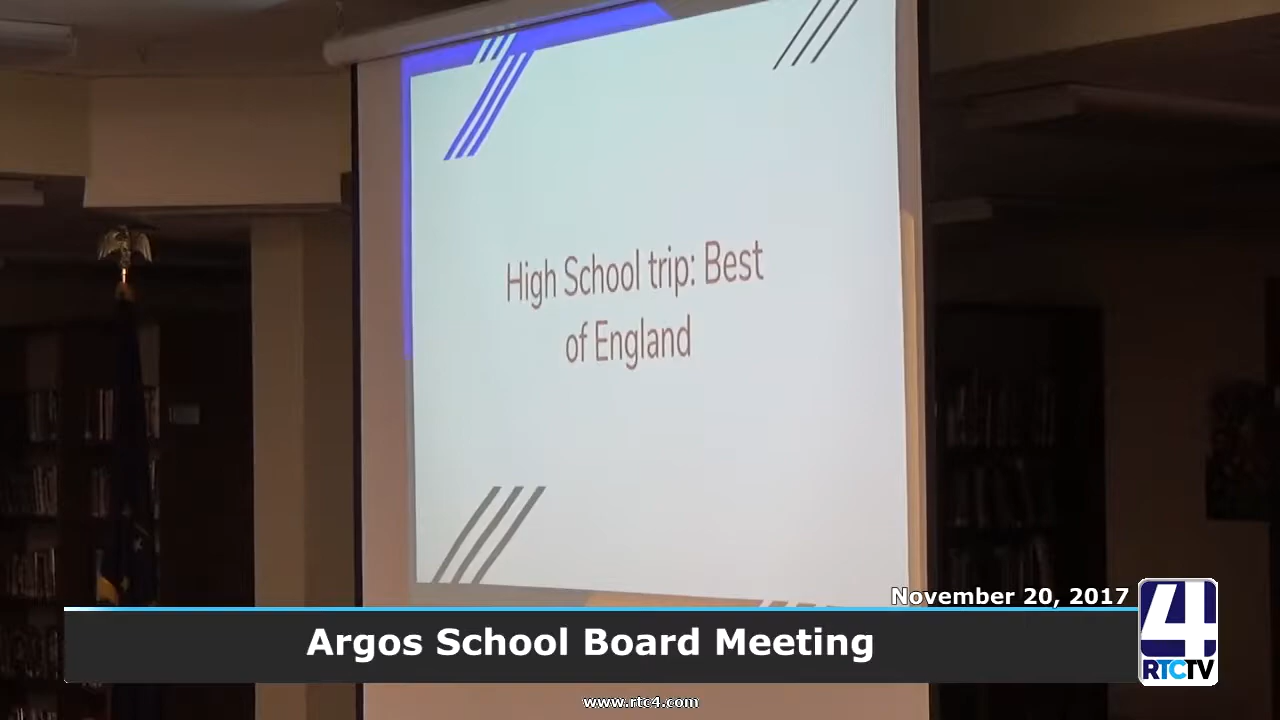 High School trip: Best
of England
November 20, 2017
Argos School Board Meeting
4
RTCTV
www.rtc4.com